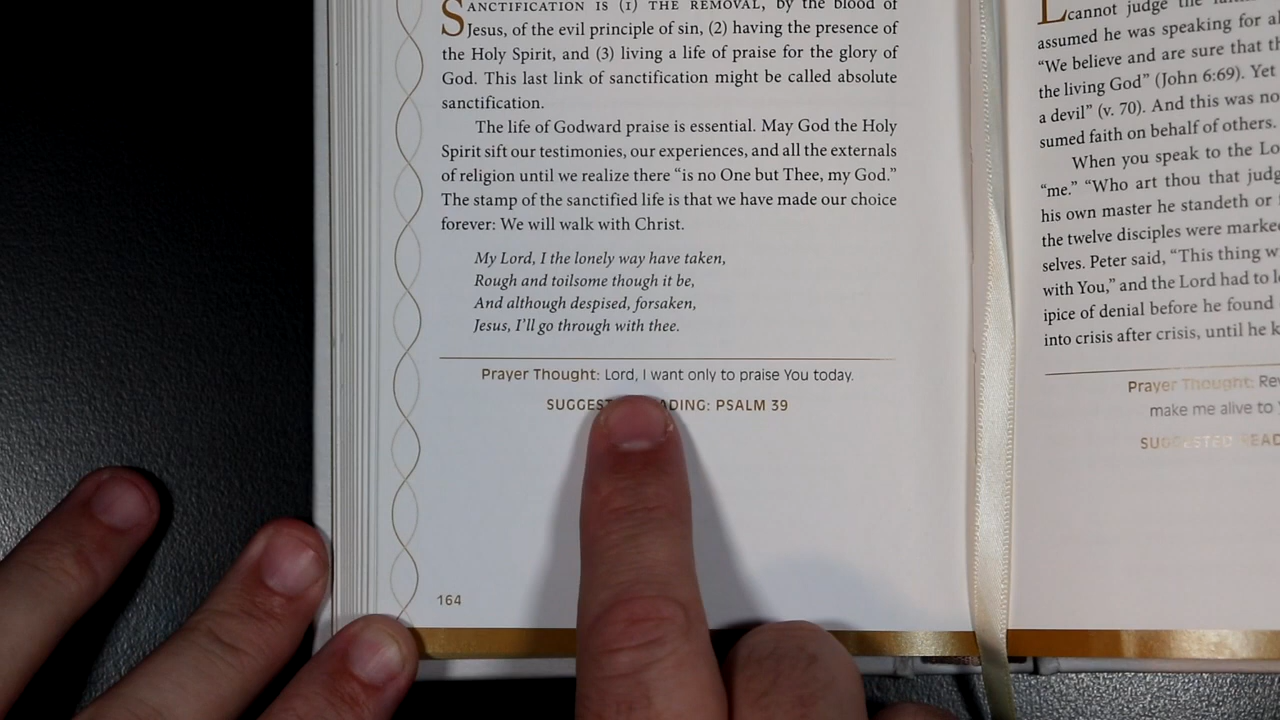 SANCTIFICATION IS (1) THE REMOVAL, by the blood of
Jesus, of the evil principle of sin, (2) having the presence of
the Holy Spirit, and (3) living a life of praise for the glory of
God. This last link of sanctification might be called absolute
sanctification.
The life of Godward praise is essential. May God the Holy
Spirit sift our testimonies, our experiences, and all the externals
of religion until we realize there “is no One but Thee, my God.”
The stamp of the sanctified life is that we have made our choice
forever: We will walk with Christ.
My Lord, I the lonely way have taken,
Rough and toilsome though it be,
And although despised, forsaken,
Jesus, I’ll go through with thee.
Prayer Thought: Lord, I want only to praise You today.
READING: PSALM 39
164
cannot judge the
assumed he was speaking for
“We believe and are sure that
the living God” (John 6:69). Yet
a devil” (v. 70). And this was
sumed faith on behalf of others.
When you speak to the
“me.” “Who art thou that
his own master he standeth or
the twelve disciples were
selves. Peter said, “This thing
with You,” and the Lord had to
ipice of denial before he found
into crisis after crisis, until he
Prayer Thought:
make me alive to
SUGGESTED